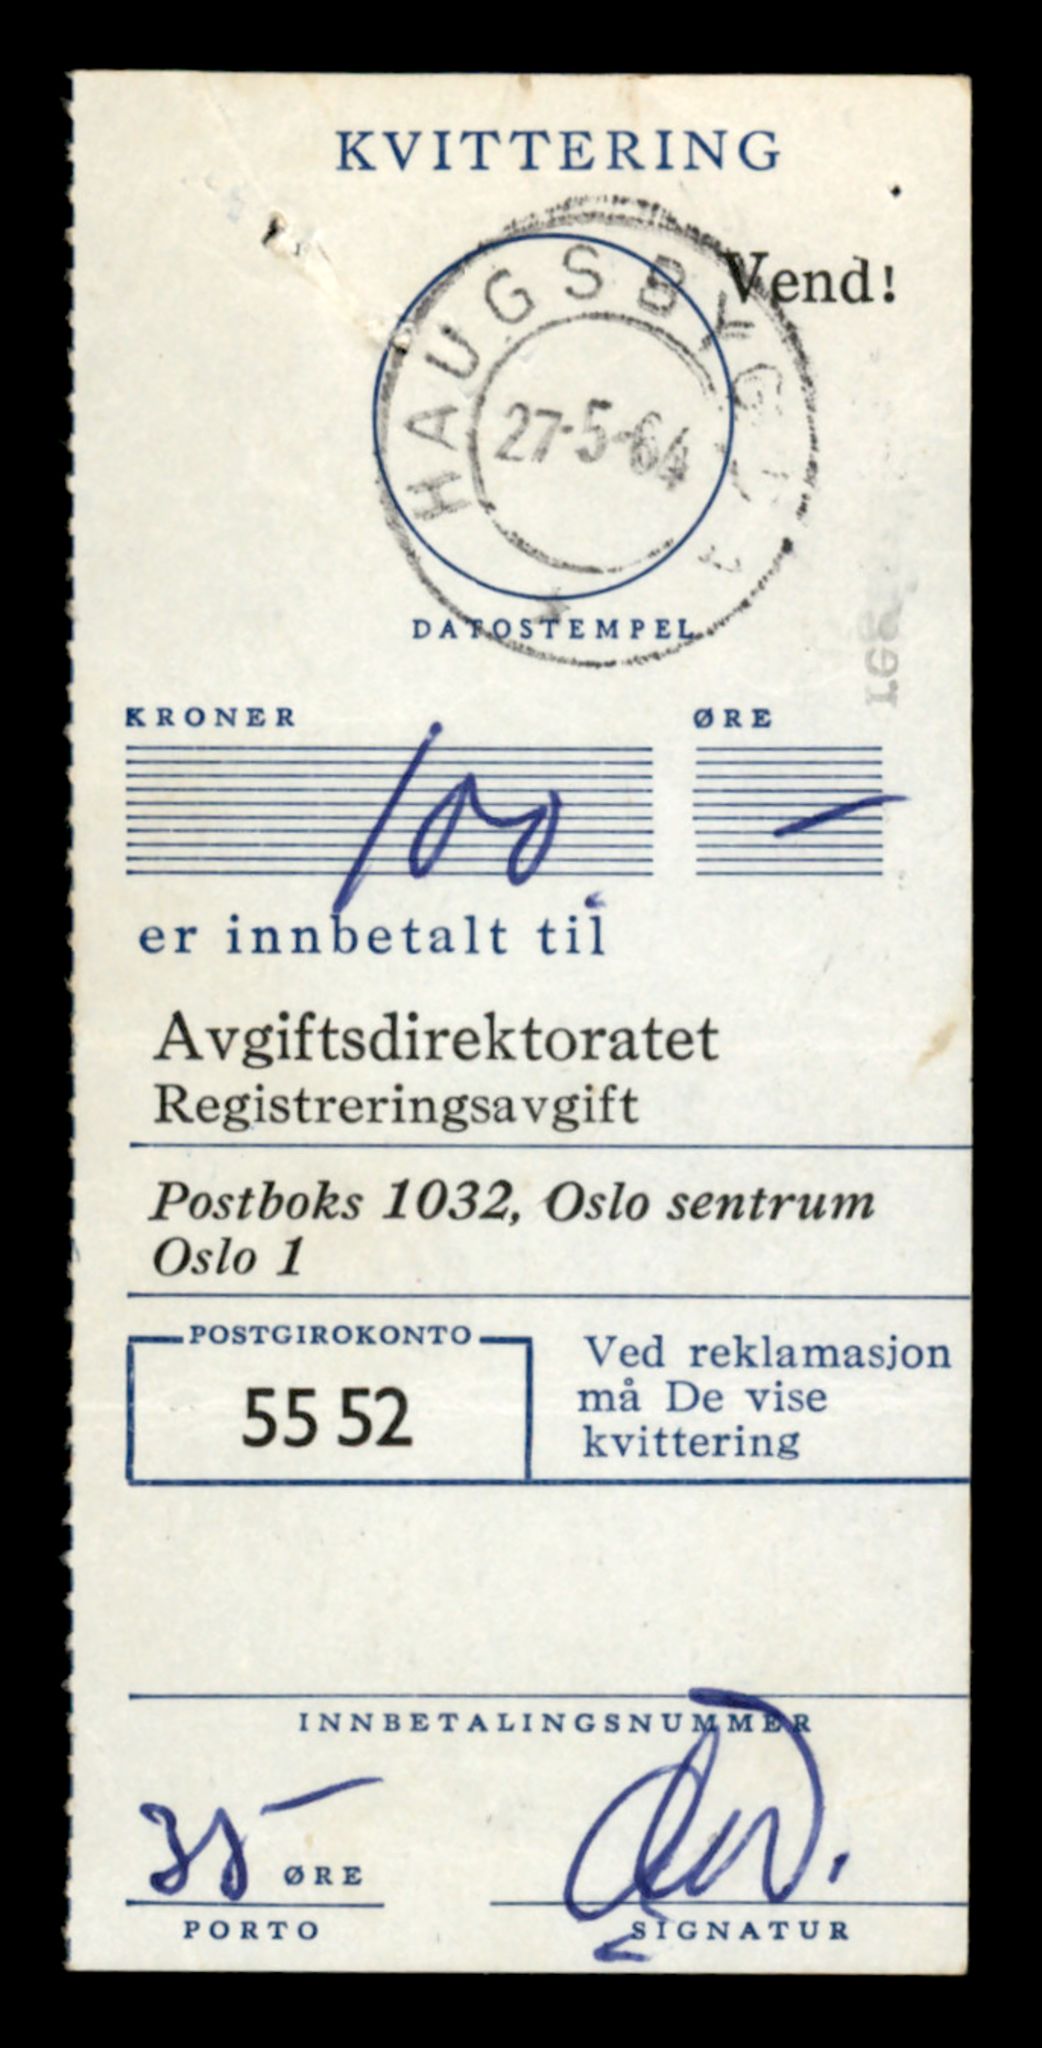 KVITTERING
Vend!
HAUGSBYGD
27-5-64
DATOSTEMPEL
KRONER ØRE
100 —
er innbetalt til
Avgiftsdirektoratet
Registreringsavgift
Postboks 1032, Oslo sentrum
Oslo 1
POSTGIROKONTO
55 52
Ved reklamasjon
må De vise
kvittering
INNBETALINGSNUMMER
35 ØRE
PORTO
SIGNATUR